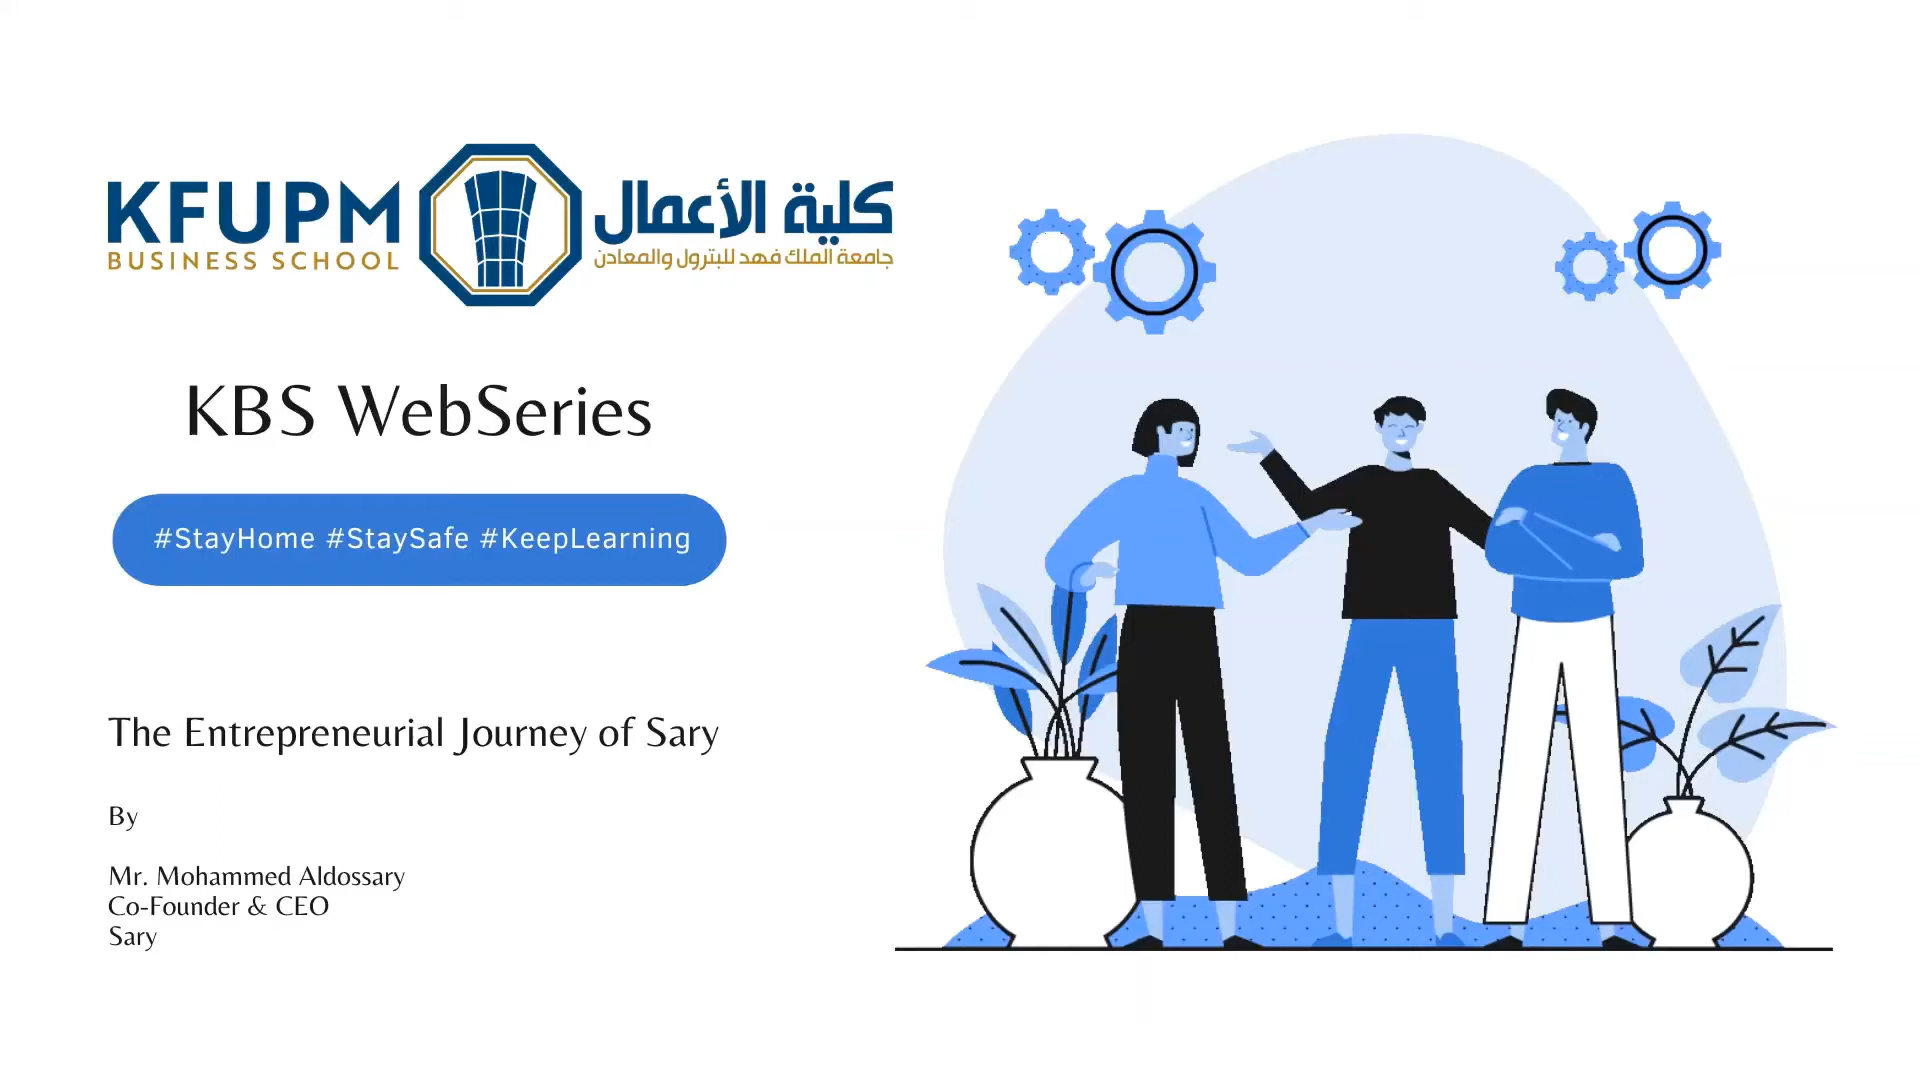 KFUPM
BUSINESS SCHOOL
كلية الأعمال
جامعة الملك فهد للبترول والمعادن
KBS WebSeries
#StayHome #StaySafe #KeepLearning
The Entrepreneurial Journey of Sary
By
Mr. Mohammed Aldossary
Co-Founder & CEO
Sary